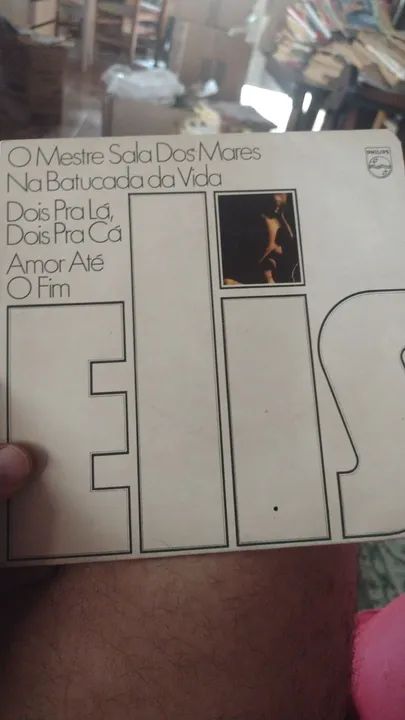 O Mestre Sala Dos Mares
Na Batucada da Vida
Dois Pra Lá,
Dois Pra Cá
Amor Até
O Fim
PHILIPS
Elis